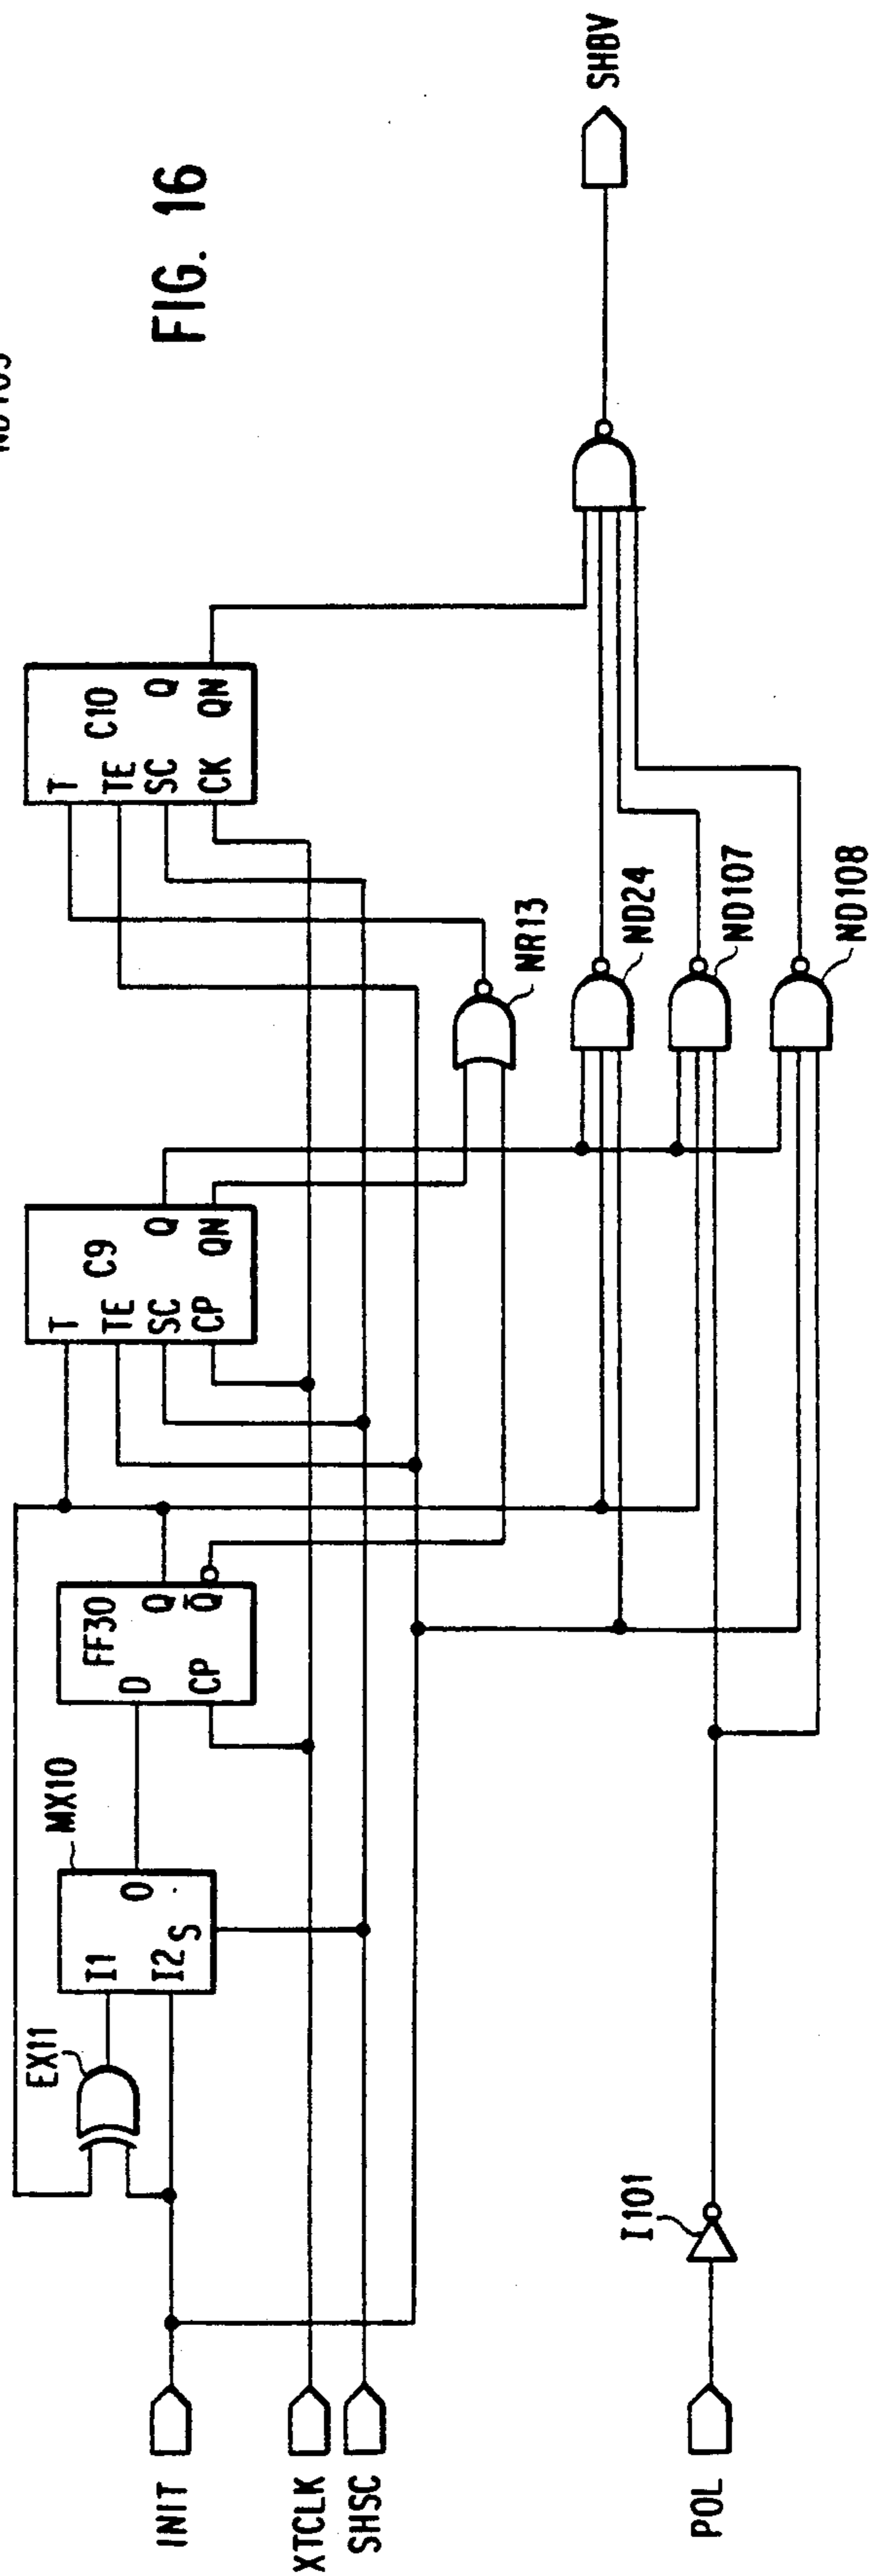 FIG. 16
INIT
XTCLK
SHSC
POL
EX11
MX10
I1
I2
S
O
FF30
D
CP
Q
Q̅
C9
T
TE
SC
CP
Q
QN
C10
T
TE
SC
CK
Q
QN
NR13
ND24
ND107
ND108
I101
SHBV